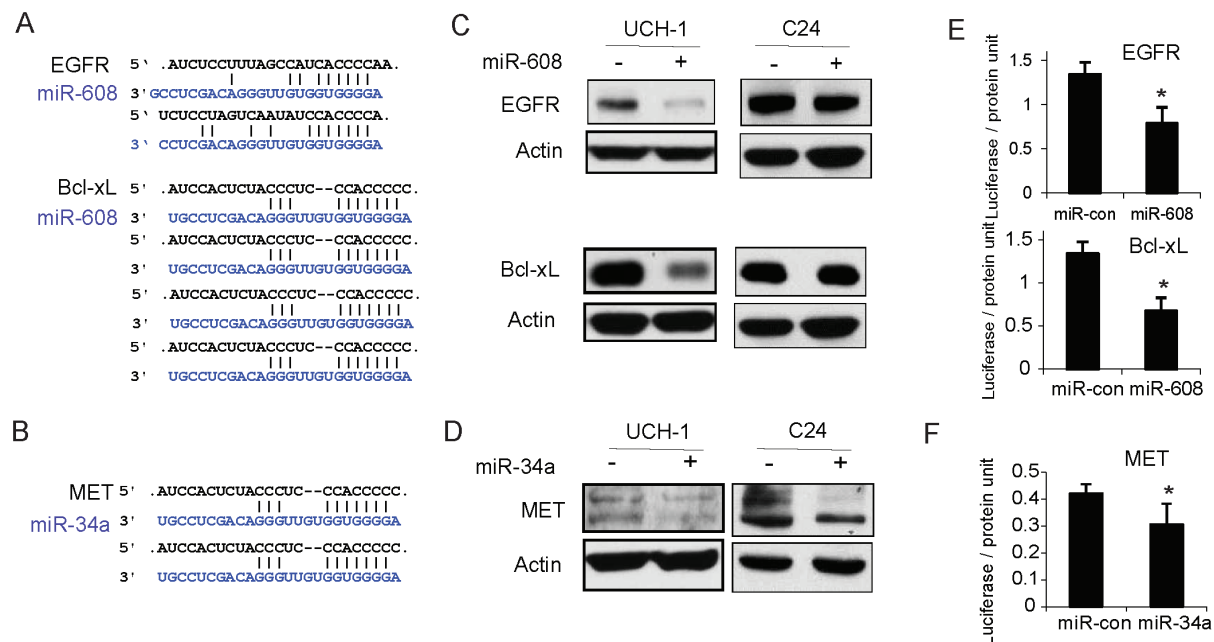 A
EGFR 5' .AUCUCCUUUAGCCAUCACCCCAA.
miR-608 3'GCCUCGACAGGGUUGUGGUGGGGA
5' UCUCCUAGUCAAUAUCCACCCCA.
3' CCUCGACAGGGUUGUGGUGGGGA
Bcl-xL 5' .AUCCACUCUACCCUC--CCACCCCC.
miR-608 3' UGCCUCGACAGGGUUGUGGUGGGGA
5' .AUCCACUCUACCCUC--CCACCCCC.
3' UGCCUCGACAGGGUUGUGGUGGGGA
5' .AUCCACUCUACCCUC--CCACCCCC.
3' UGCCUCGACAGGGUUGUGGUGGGGA
5' .AUCCACUCUACCCUC--CCACCCCC.
3' UGCCUCGACAGGGUUGUGGUGGGGA
B
MET 5' .AUCCACUCUACCCUC--CCACCCCC.
miR-34a 3' UGCCUCGACAGGGUUGUGGUGGGGA
5' .AUCCACUCUACCCUC--CCACCCCC.
3' UGCCUCGACAGGGUUGUGGUGGGGA
C
UCH-1 C24
miR-608 - + - +
EGFR
Actin
Bcl-xL
Actin
D
UCH-1 C24
miR-34a - + - +
MET
Actin
E
EGFR
Luciferase / protein unit
1.5
1
0.5
0
*
miR-con miR-608
Bcl-xL
Luciferase / protein unit
1.5
1
0.5
0
*
miR-con miR-608
F
MET
Luciferase / protein unit
0.5
0.4
0.3
0.2
0.1
0
*
miR-con miR-34a